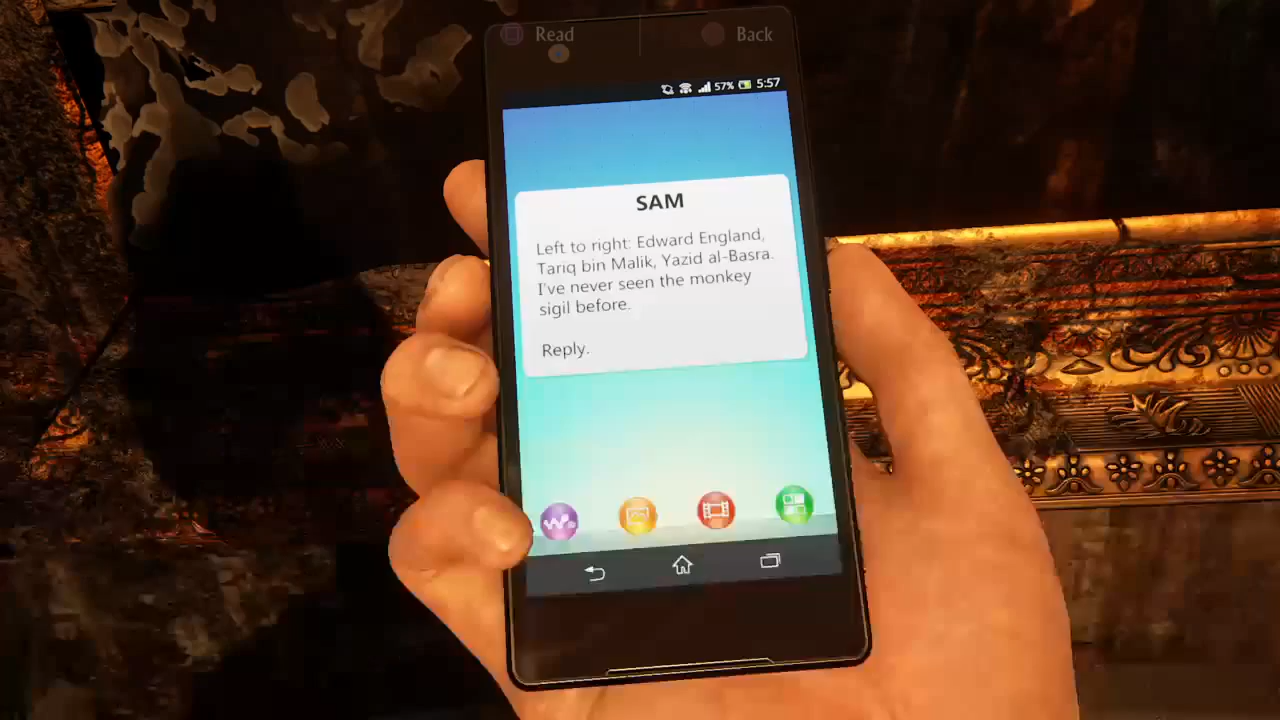 Read
Back
57% 5:57
SAM
Left to right: Edward England,
Tariq bin Malik, Yazid al-Basra.
I've never seen the monkey
sigil before.
Reply.